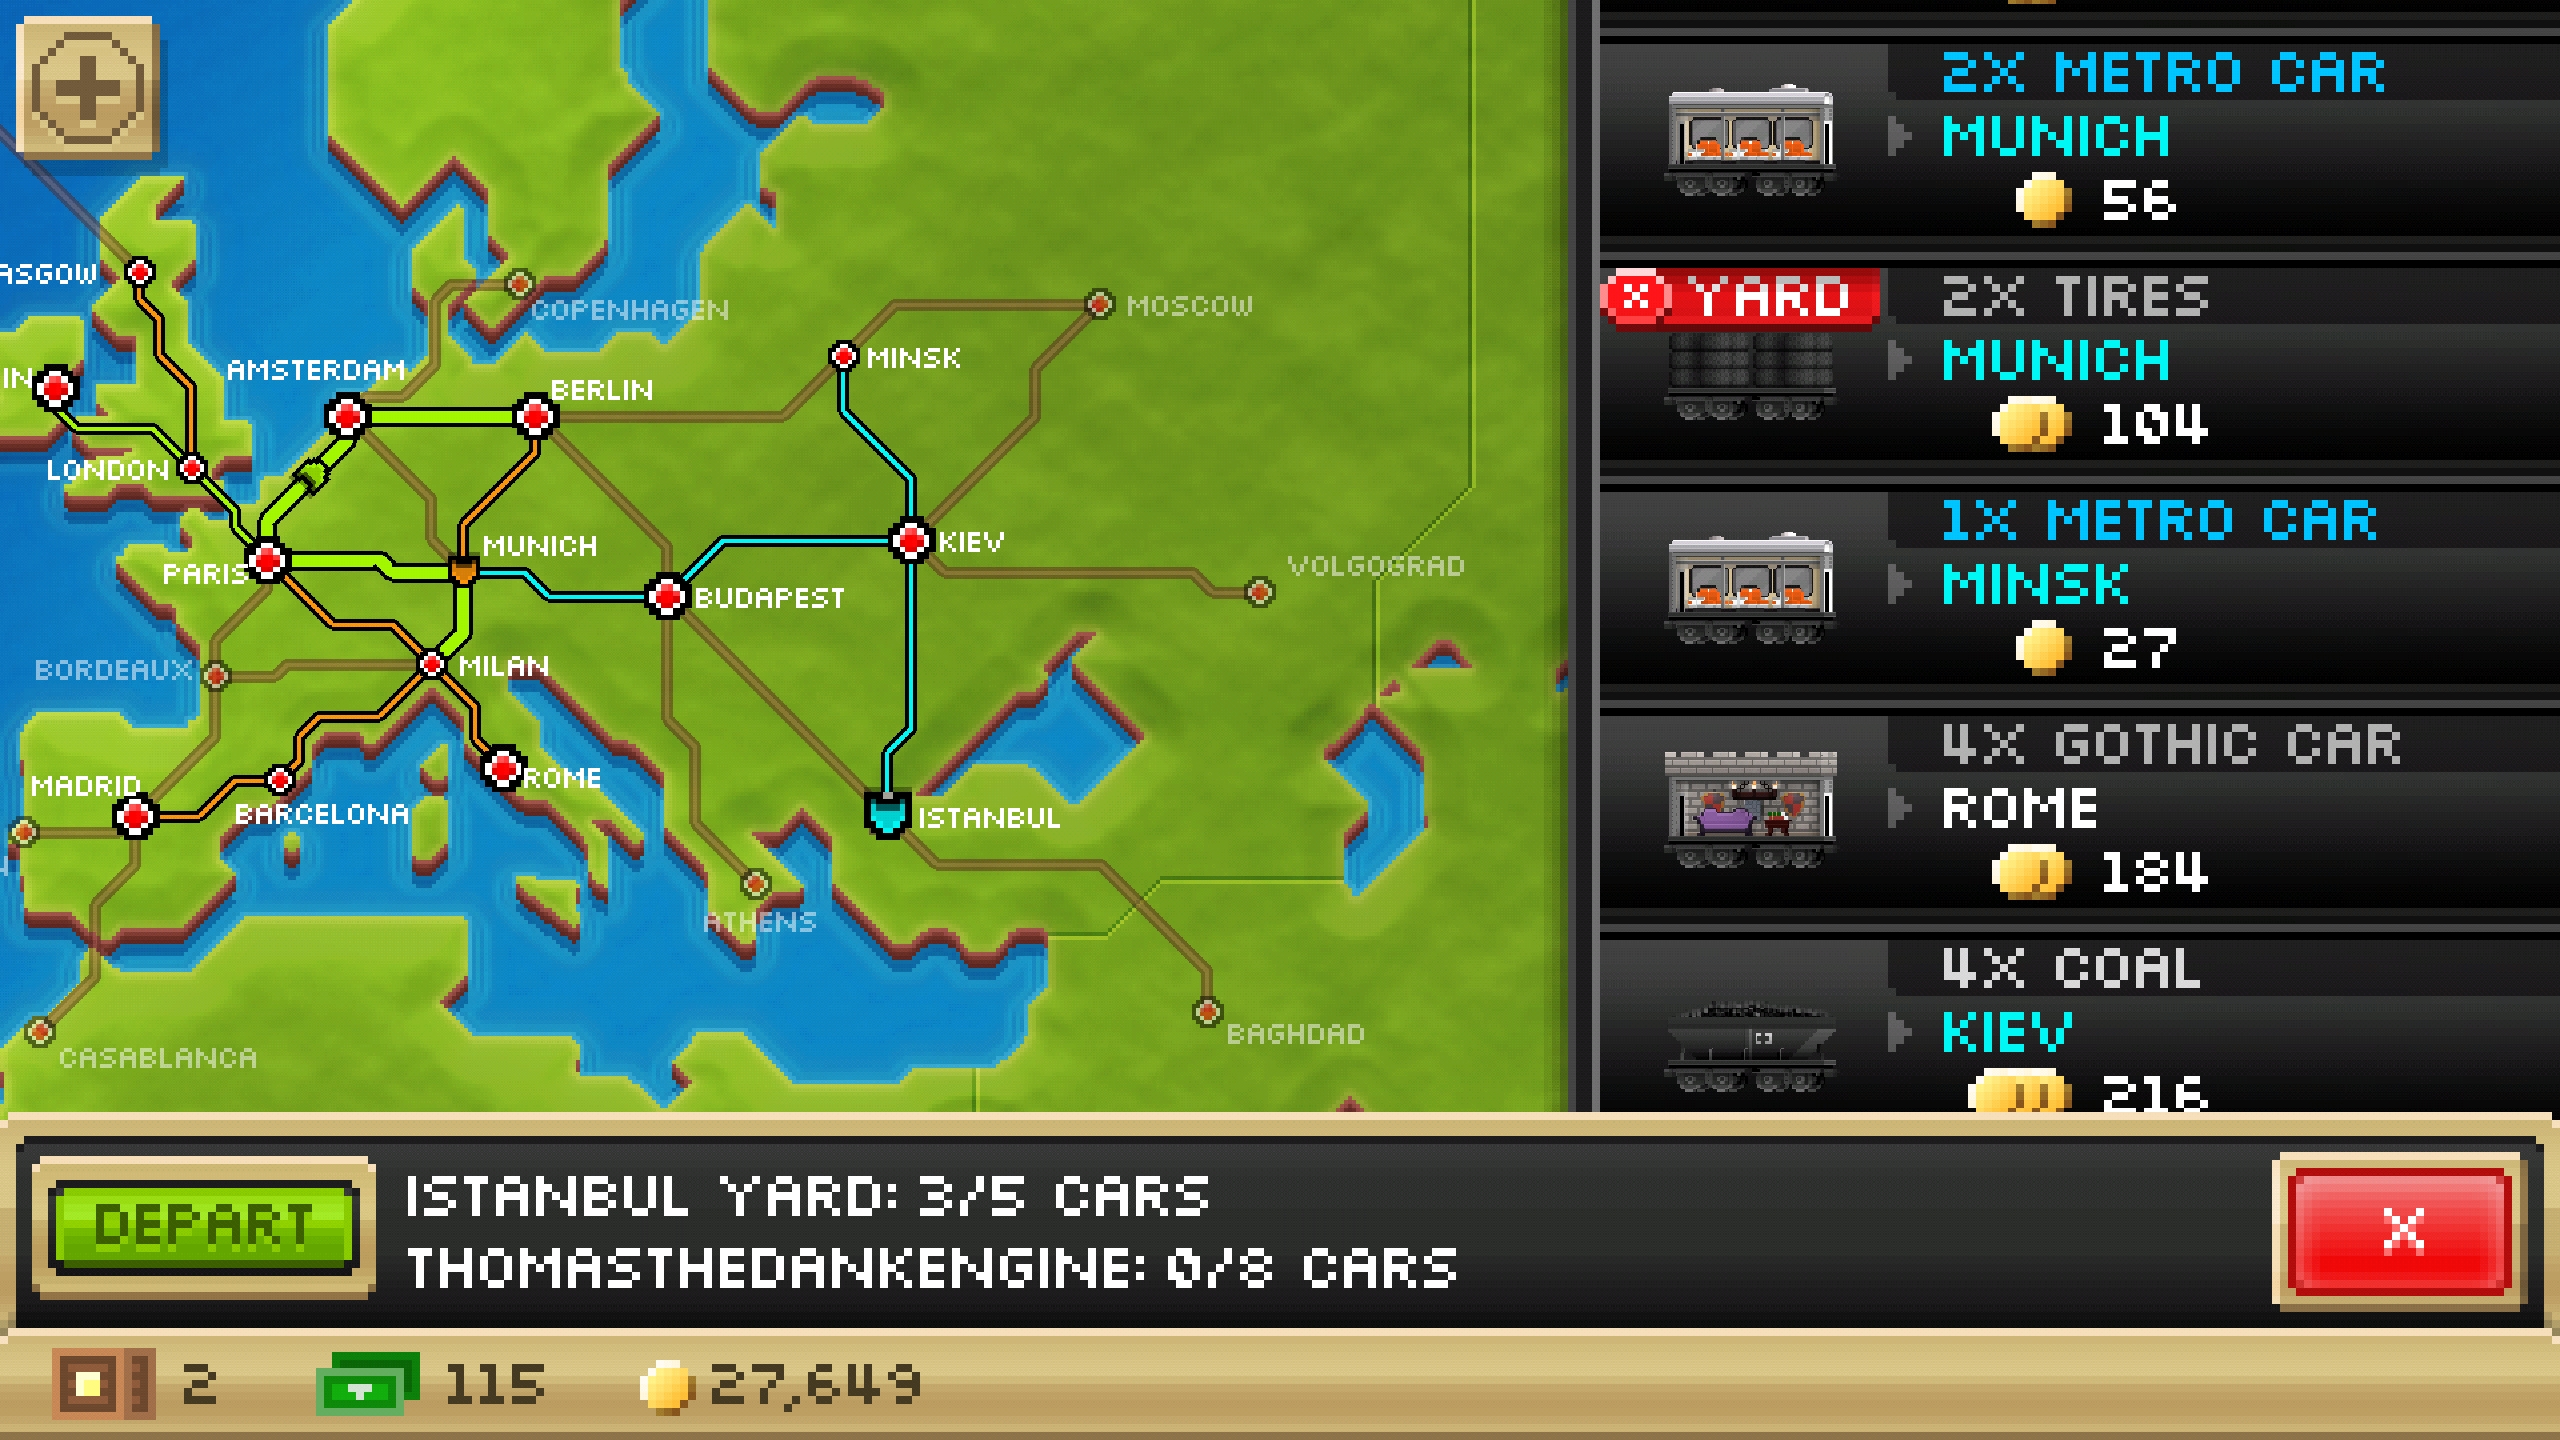 ASGOW
COPENHAGEN
MOSCOW
AMSTERDAM
MINSK
IN
BERLIN
LONDON
KIEV
MUNICH
PARIS
VOLGOGRAD
BUDAPEST
BORDEAUX
MILAN
MADRID
ROME
BARCELONA
ISTANBUL
ATHENS
BAGHDAD
CASABLANCA
2X METRO CAR
MUNICH
56
X YARD
2X TIRES
MUNICH
104
1X METRO CAR
MINSK
27
4X GOTHIC CAR
ROME
184
4X COAL
KIEV
216
DEPART
ISTANBUL YARD: 3/5 CARS
THOMASTHEDANKENGINE: 0/8 CARS
X
2
115
27,649